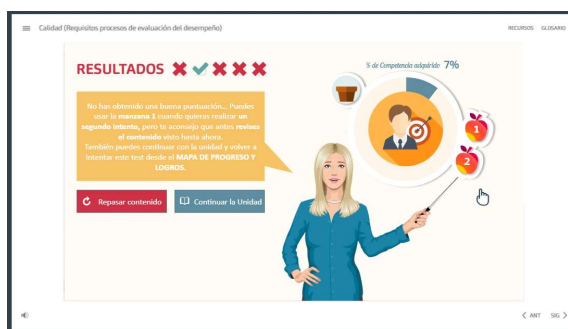 Calidad (Requisitos procesos de evaluación del desempeño)
RECURSOS GLOSARIO
RESULTADOS
% de Competencia adquirido 7%
No has obtenido una buena puntuación... Puedes
usar la manzana 1 cuando quieras realizar un
segundo intento, pero te aconsejo que antes revises
el contenido visto hasta ahora.
También puedes continuar con la unidad y volver a
intentar este test desde el MAPA DE PROGRESO Y
LOGROS.
1
2
Repasar contenido
Continuar la Unidad
ANT SIG